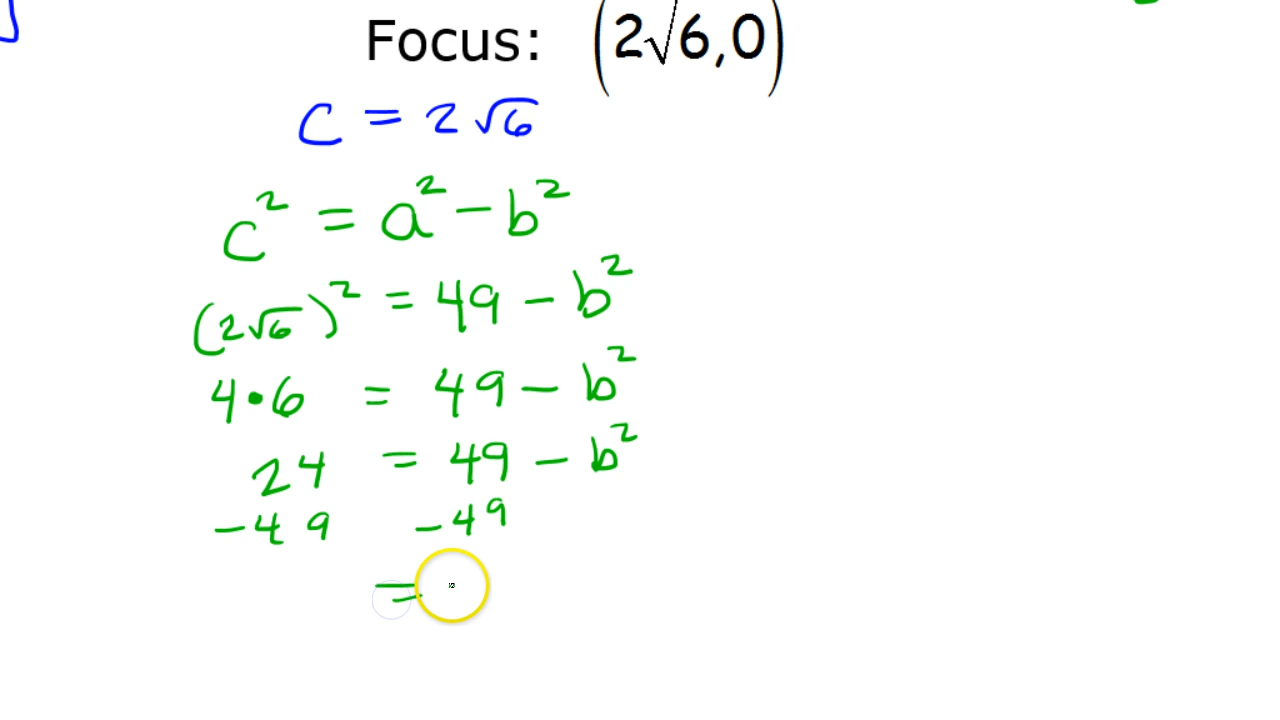 Focus: (2√6,0)
c = 2√6
c² = a² − b²
(2√6)² = 49 − b²
4•6 = 49 − b²
24 = 49 − b²
−49 −49
=